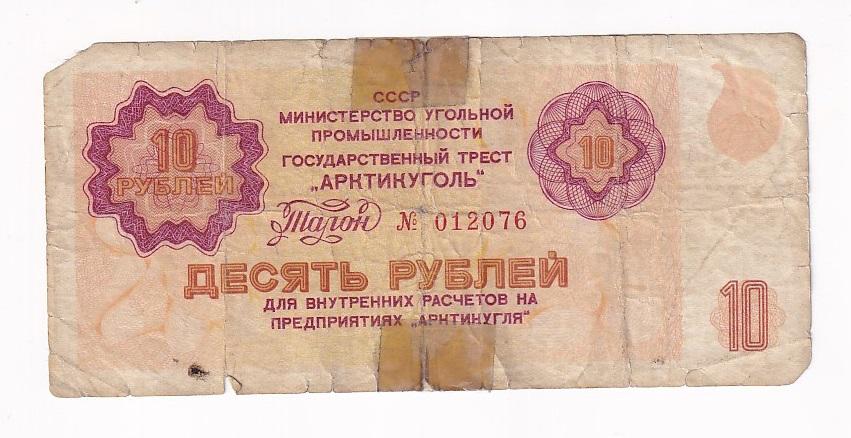 СССР
МИНИСТЕРСТВО УГОЛЬНОЙ
ПРОМЫШЛЕННОСТИ
ГОСУДАРСТВЕННЫЙ ТРЕСТ
„АРКТИКУГОЛЬ“
Талон № 012076
10
РУБЛЕЙ
10
ДЕСЯТЬ РУБЛЕЙ
ДЛЯ ВНУТРЕННИХ РАСЧЕТОВ НА
ПРЕДПРИЯТИЯХ „АРКТИКУГЛЯ“
10